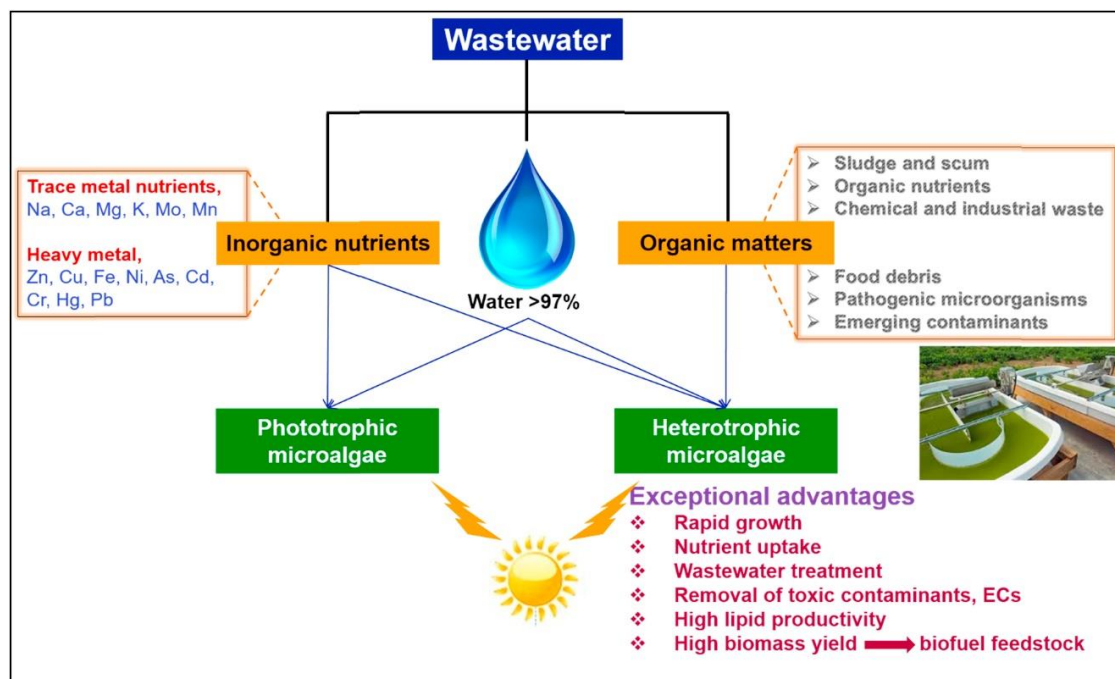 Wastewater
Trace metal nutrients,
Na, Ca, Mg, K, Mo, Mn
Heavy metal,
Zn, Cu, Fe, Ni, As, Cd,
Cr, Hg, Pb
Inorganic nutrients
Water >97%
Organic matters
Sludge and scum
Organic nutrients
Chemical and industrial waste
Food debris
Pathogenic microorganisms
Emerging contaminants
Phototrophic
microalgae
Heterotrophic
microalgae
Exceptional advantages
Rapid growth
Nutrient uptake
Wastewater treatment
Removal of toxic contaminants, ECs
High lipid productivity
High biomass yield biofuel feedstock